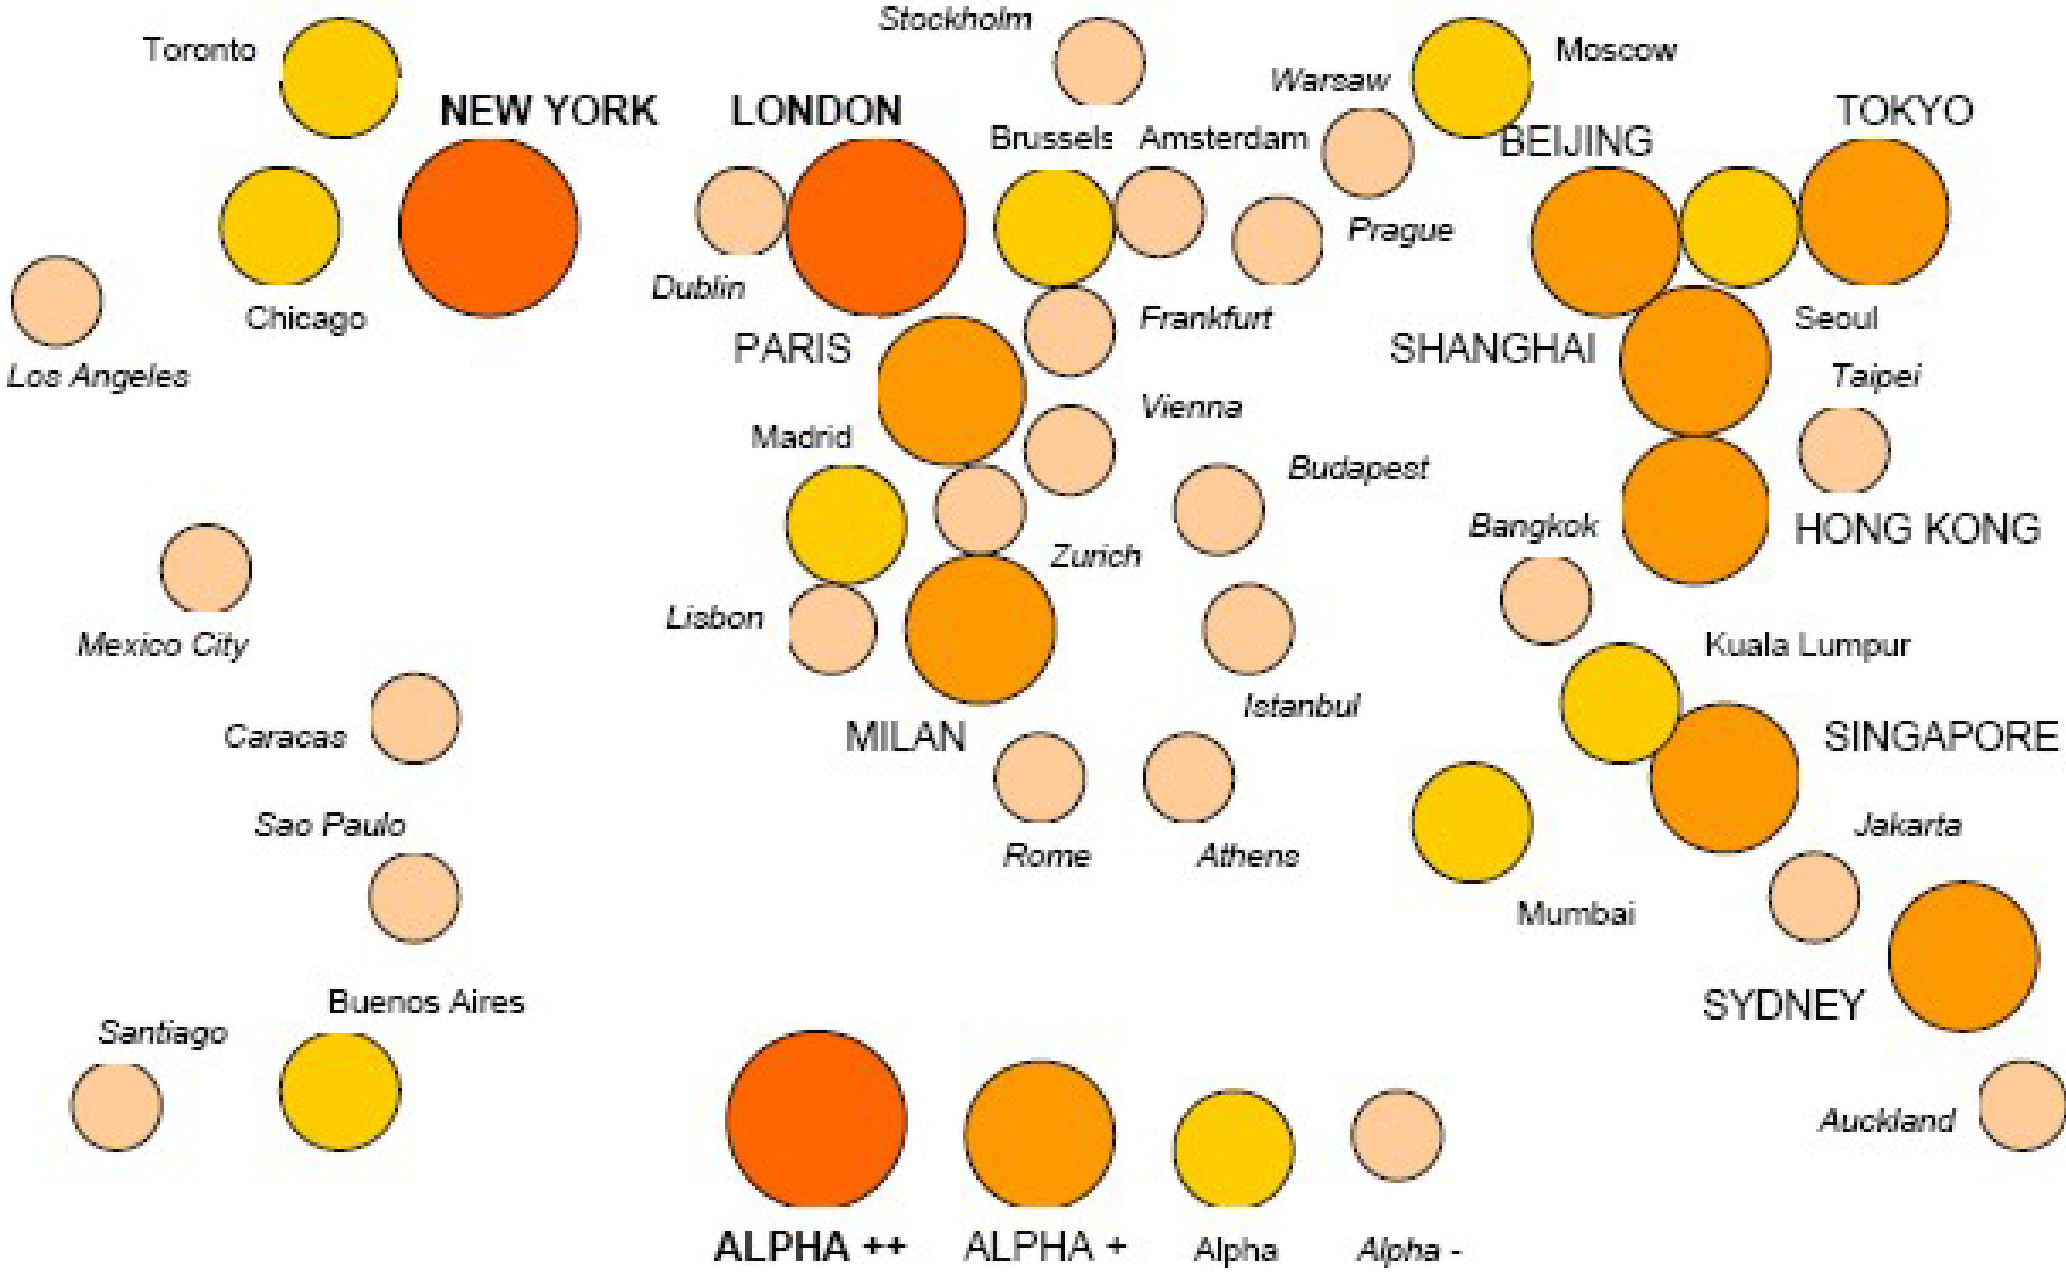 Stockholm
Toronto
Moscow
Warsaw
NEW YORK
LONDON
TOKYO
Brussels
Amsterdam
BEIJING
Prague
Dublin
Chicago
Frankfurt
Seoul
PARIS
SHANGHAI
Los Angeles
Taipei
Vienna
Madrid
Budapest
Bangkok
HONG KONG
Zurich
Lisbon
Mexico City
Kuala Lumpur
Istanbul
Caracas
MILAN
SINGAPORE
Sao Paulo
Jakarta
Rome
Athens
Mumbai
Buenos Aires
SYDNEY
Santiago
Auckland
ALPHA ++
ALPHA +
Alpha
Alpha -